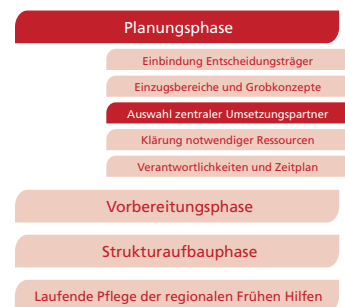 Planungsphase
Einbindung Entscheidungsträger
Einzugsbereiche und Grobkonzepte
Auswahl zentraler Umsetzungspartner
Klärung notwendiger Ressourcen
Verantwortlichkeiten und Zeitplan
Vorbereitungsphase
Strukturaufbauphase
Laufende Pflege der regionalen Frühen Hilfen